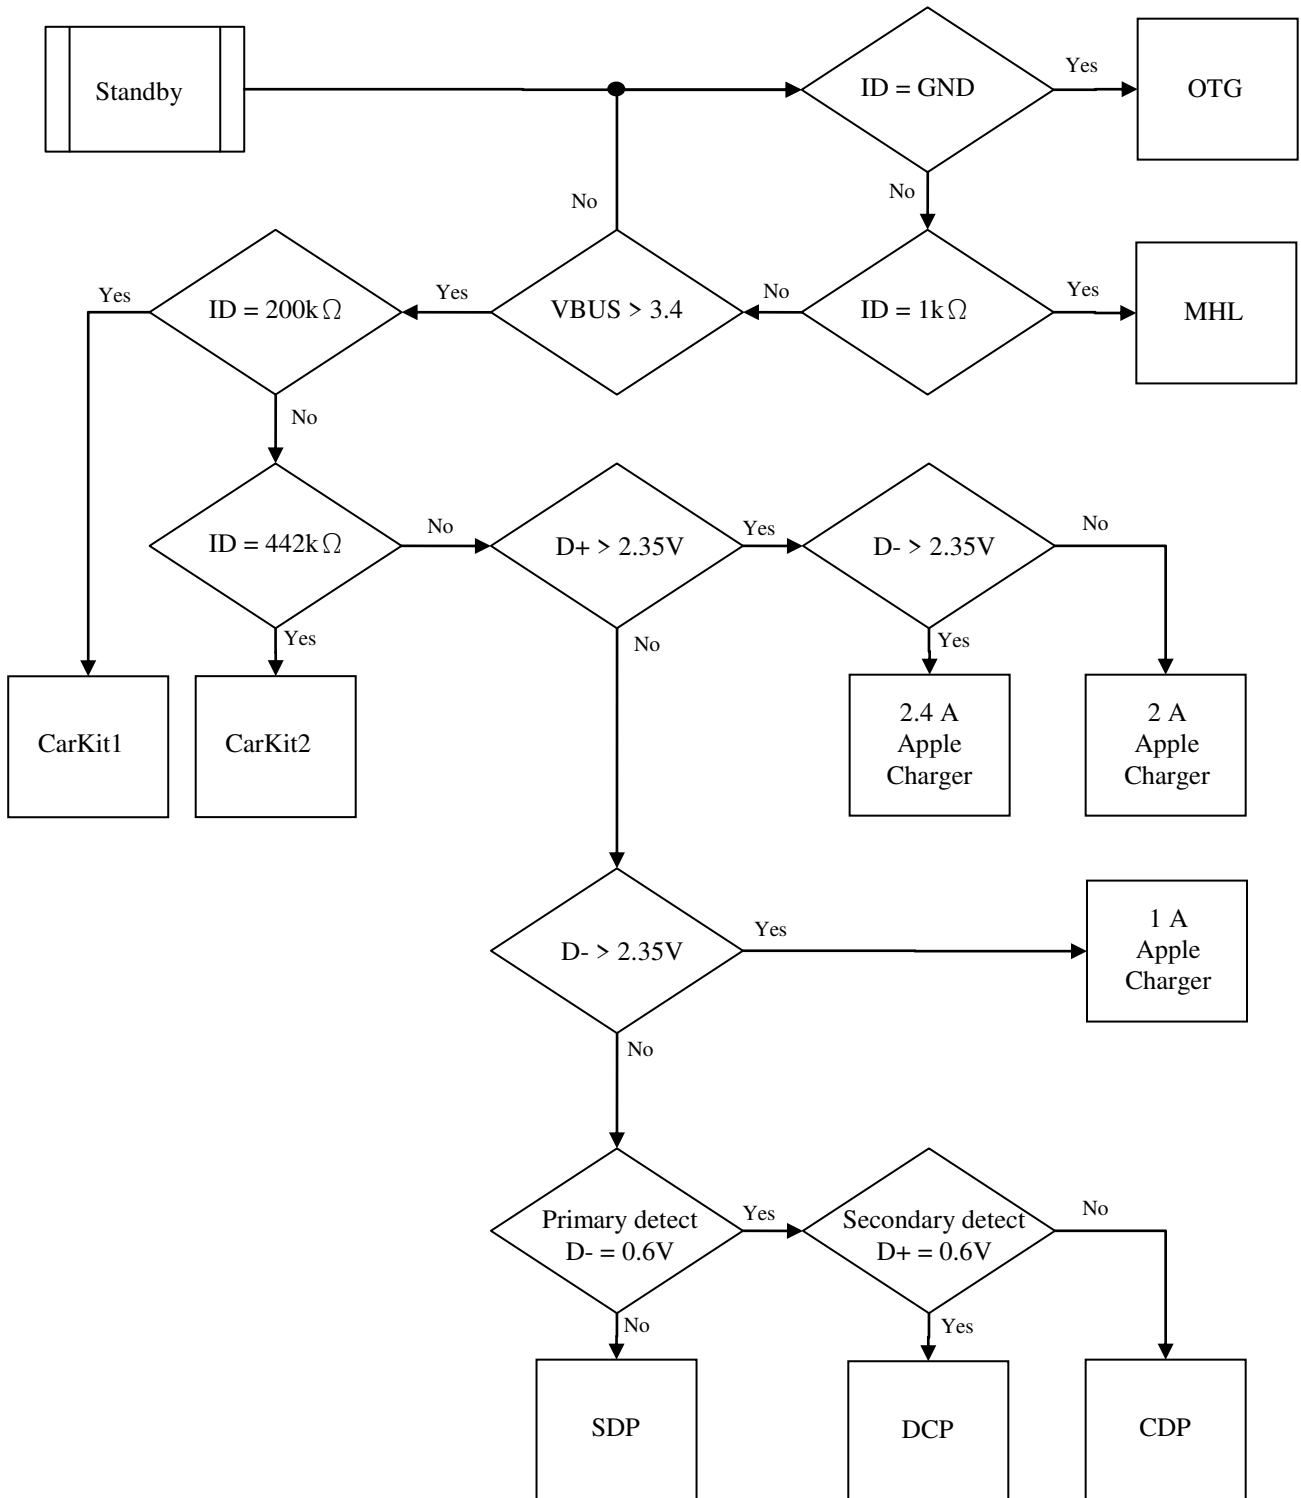 Standby
ID = GND
Yes
OTG
No
No
Yes
ID = 200kΩ
Yes
VBUS > 3.4
No
ID = 1kΩ
Yes
MHL
No
ID = 442kΩ
No
D+ > 2.35V
Yes
D- > 2.35V
No
Yes
No
Yes
CarKit1
CarKit2
2.4 A
Apple
Charger
2 A
Apple
Charger
D- > 2.35V
Yes
1 A
Apple
Charger
No
Primary detect
D- = 0.6V
Yes
Secondary detect
D+ = 0.6V
No
No
Yes
SDP
DCP
CDP